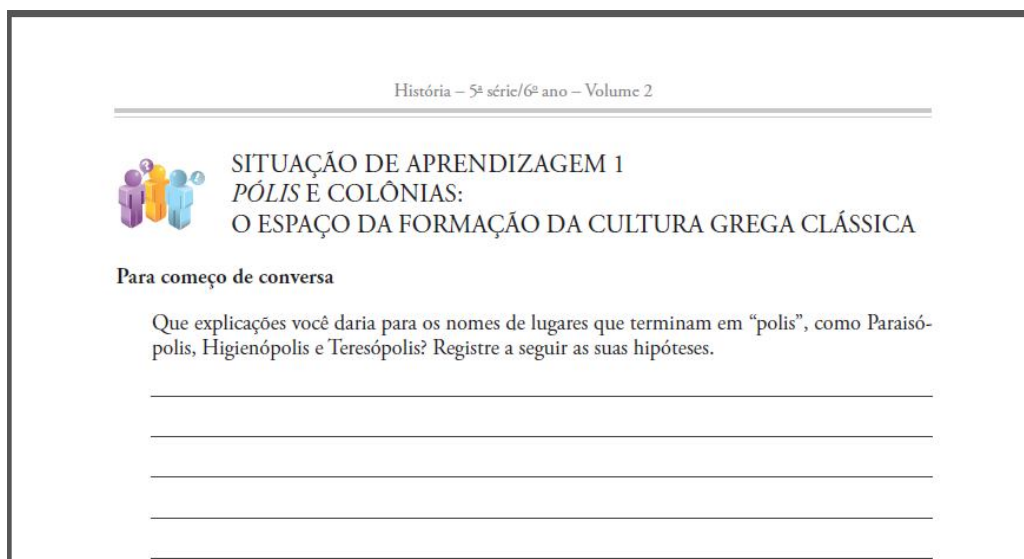 História – 5ª série/6º ano – Volume 2
SITUAÇÃO DE APRENDIZAGEM 1
PÓLIS E COLÔNIAS:
O ESPAÇO DA FORMAÇÃO DA CULTURA GREGA CLÁSSICA
Para começo de conversa
Que explicações você daria para os nomes de lugares que terminam em “polis”, como Paraisó-
polis, Higienópolis e Teresópolis? Registre a seguir as suas hipóteses.